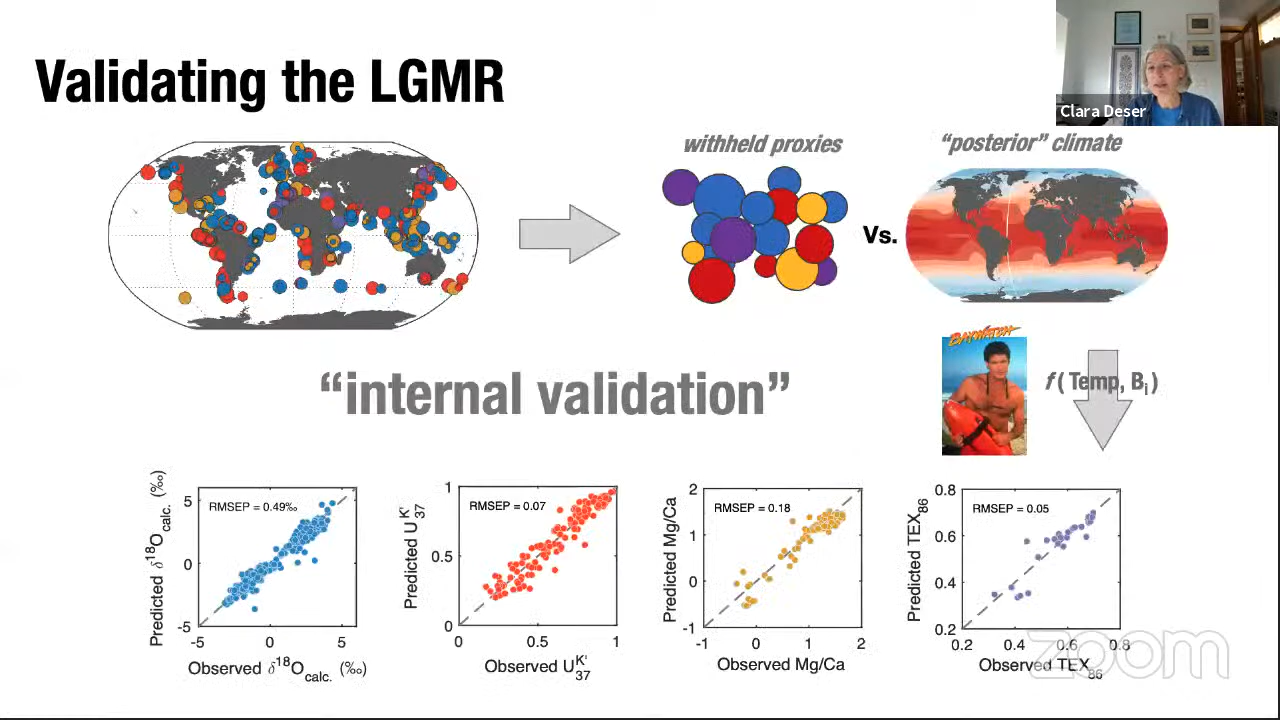 Validating the LGMR
Clara Deser
withheld proxies
"posterior" climate
Vs.
BAYWATCH
f ( Temp, Bi )
"internal validation"
RMSEP = 0.49‰
5
0
-5
-5
0
5
Predicted δ18Ocalc. (‰)
Observed δ18Ocalc. (‰)
RMSEP = 0.07
1
0.5
0
0
0.5
1
Predicted UK'37
Observed UK'37
RMSEP = 0.18
2
1
0
-1
-1
0
1
2
Predicted Mg/Ca
Observed Mg/Ca
RMSEP = 0.05
0.8
0.6
0.4
0.2
0.2
0.4
0.6
0.8
Predicted TEX86
Observed TEX86
zoom